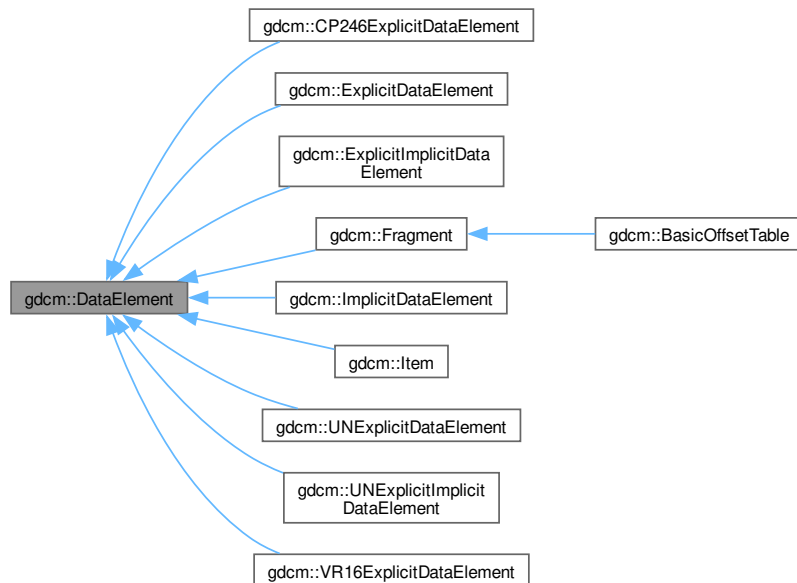 gdcm::CP246ExplicitDataElement
gdcm::ExplicitDataElement
gdcm::ExplicitImplicitData
Element
gdcm::Fragment
gdcm::BasicOffsetTable
gdcm::DataElement
gdcm::ImplicitDataElement
gdcm::Item
gdcm::UNExplicitDataElement
gdcm::UNExplicitImplicit
DataElement
gdcm::VR16ExplicitDataElement